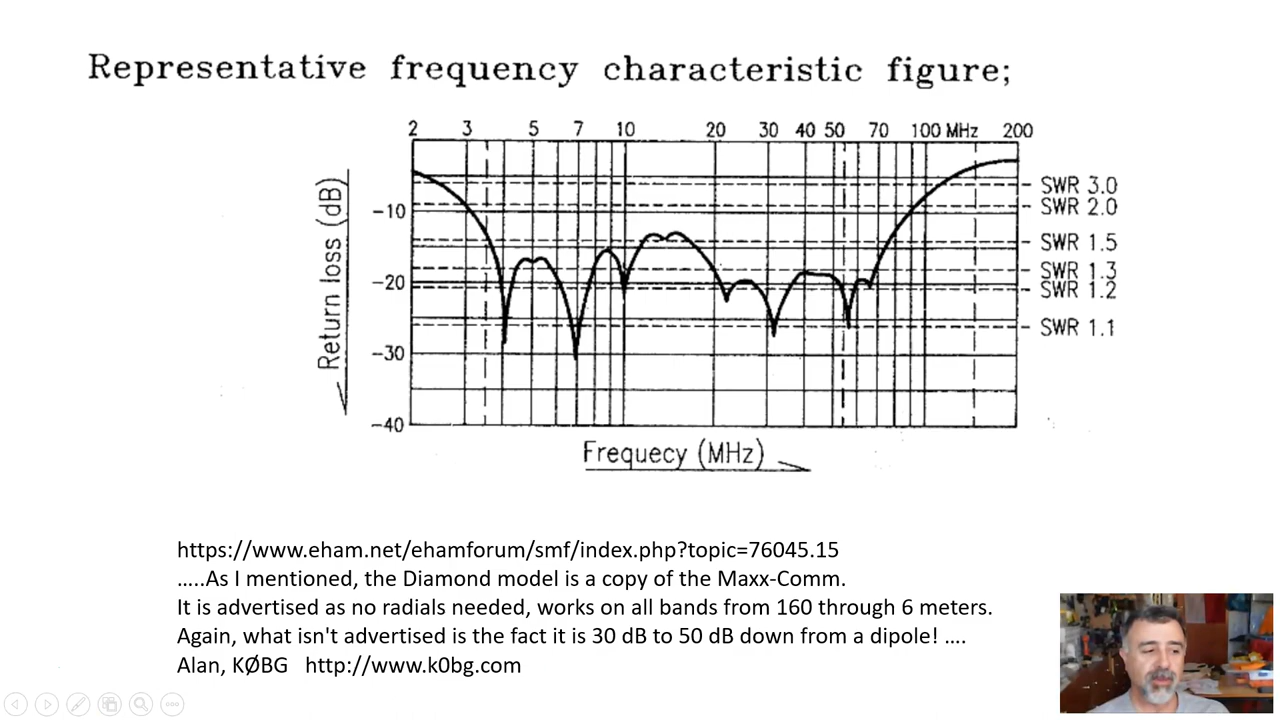 Representative frequency characteristic figure;
2 3 5 7 10 20 30 40 50 70 100 MHz 200
SWR 3.0
-10 SWR 2.0
SWR 1.5
SWR 1.3
-20 SWR 1.2
SWR 1.1
-30
-40
Return loss (dB)
Frequecy (MHz)
https://www.eham.net/ehamforum/smf/index.php?topic=76045.15
.....As I mentioned, the Diamond model is a copy of the Maxx-Comm.
It is advertised as no radials needed, works on all bands from 160 through 6 meters.
Again, what isn't advertised is the fact it is 30 dB to 50 dB down from a dipole! ....
Alan, KØBG http://www.k0bg.com